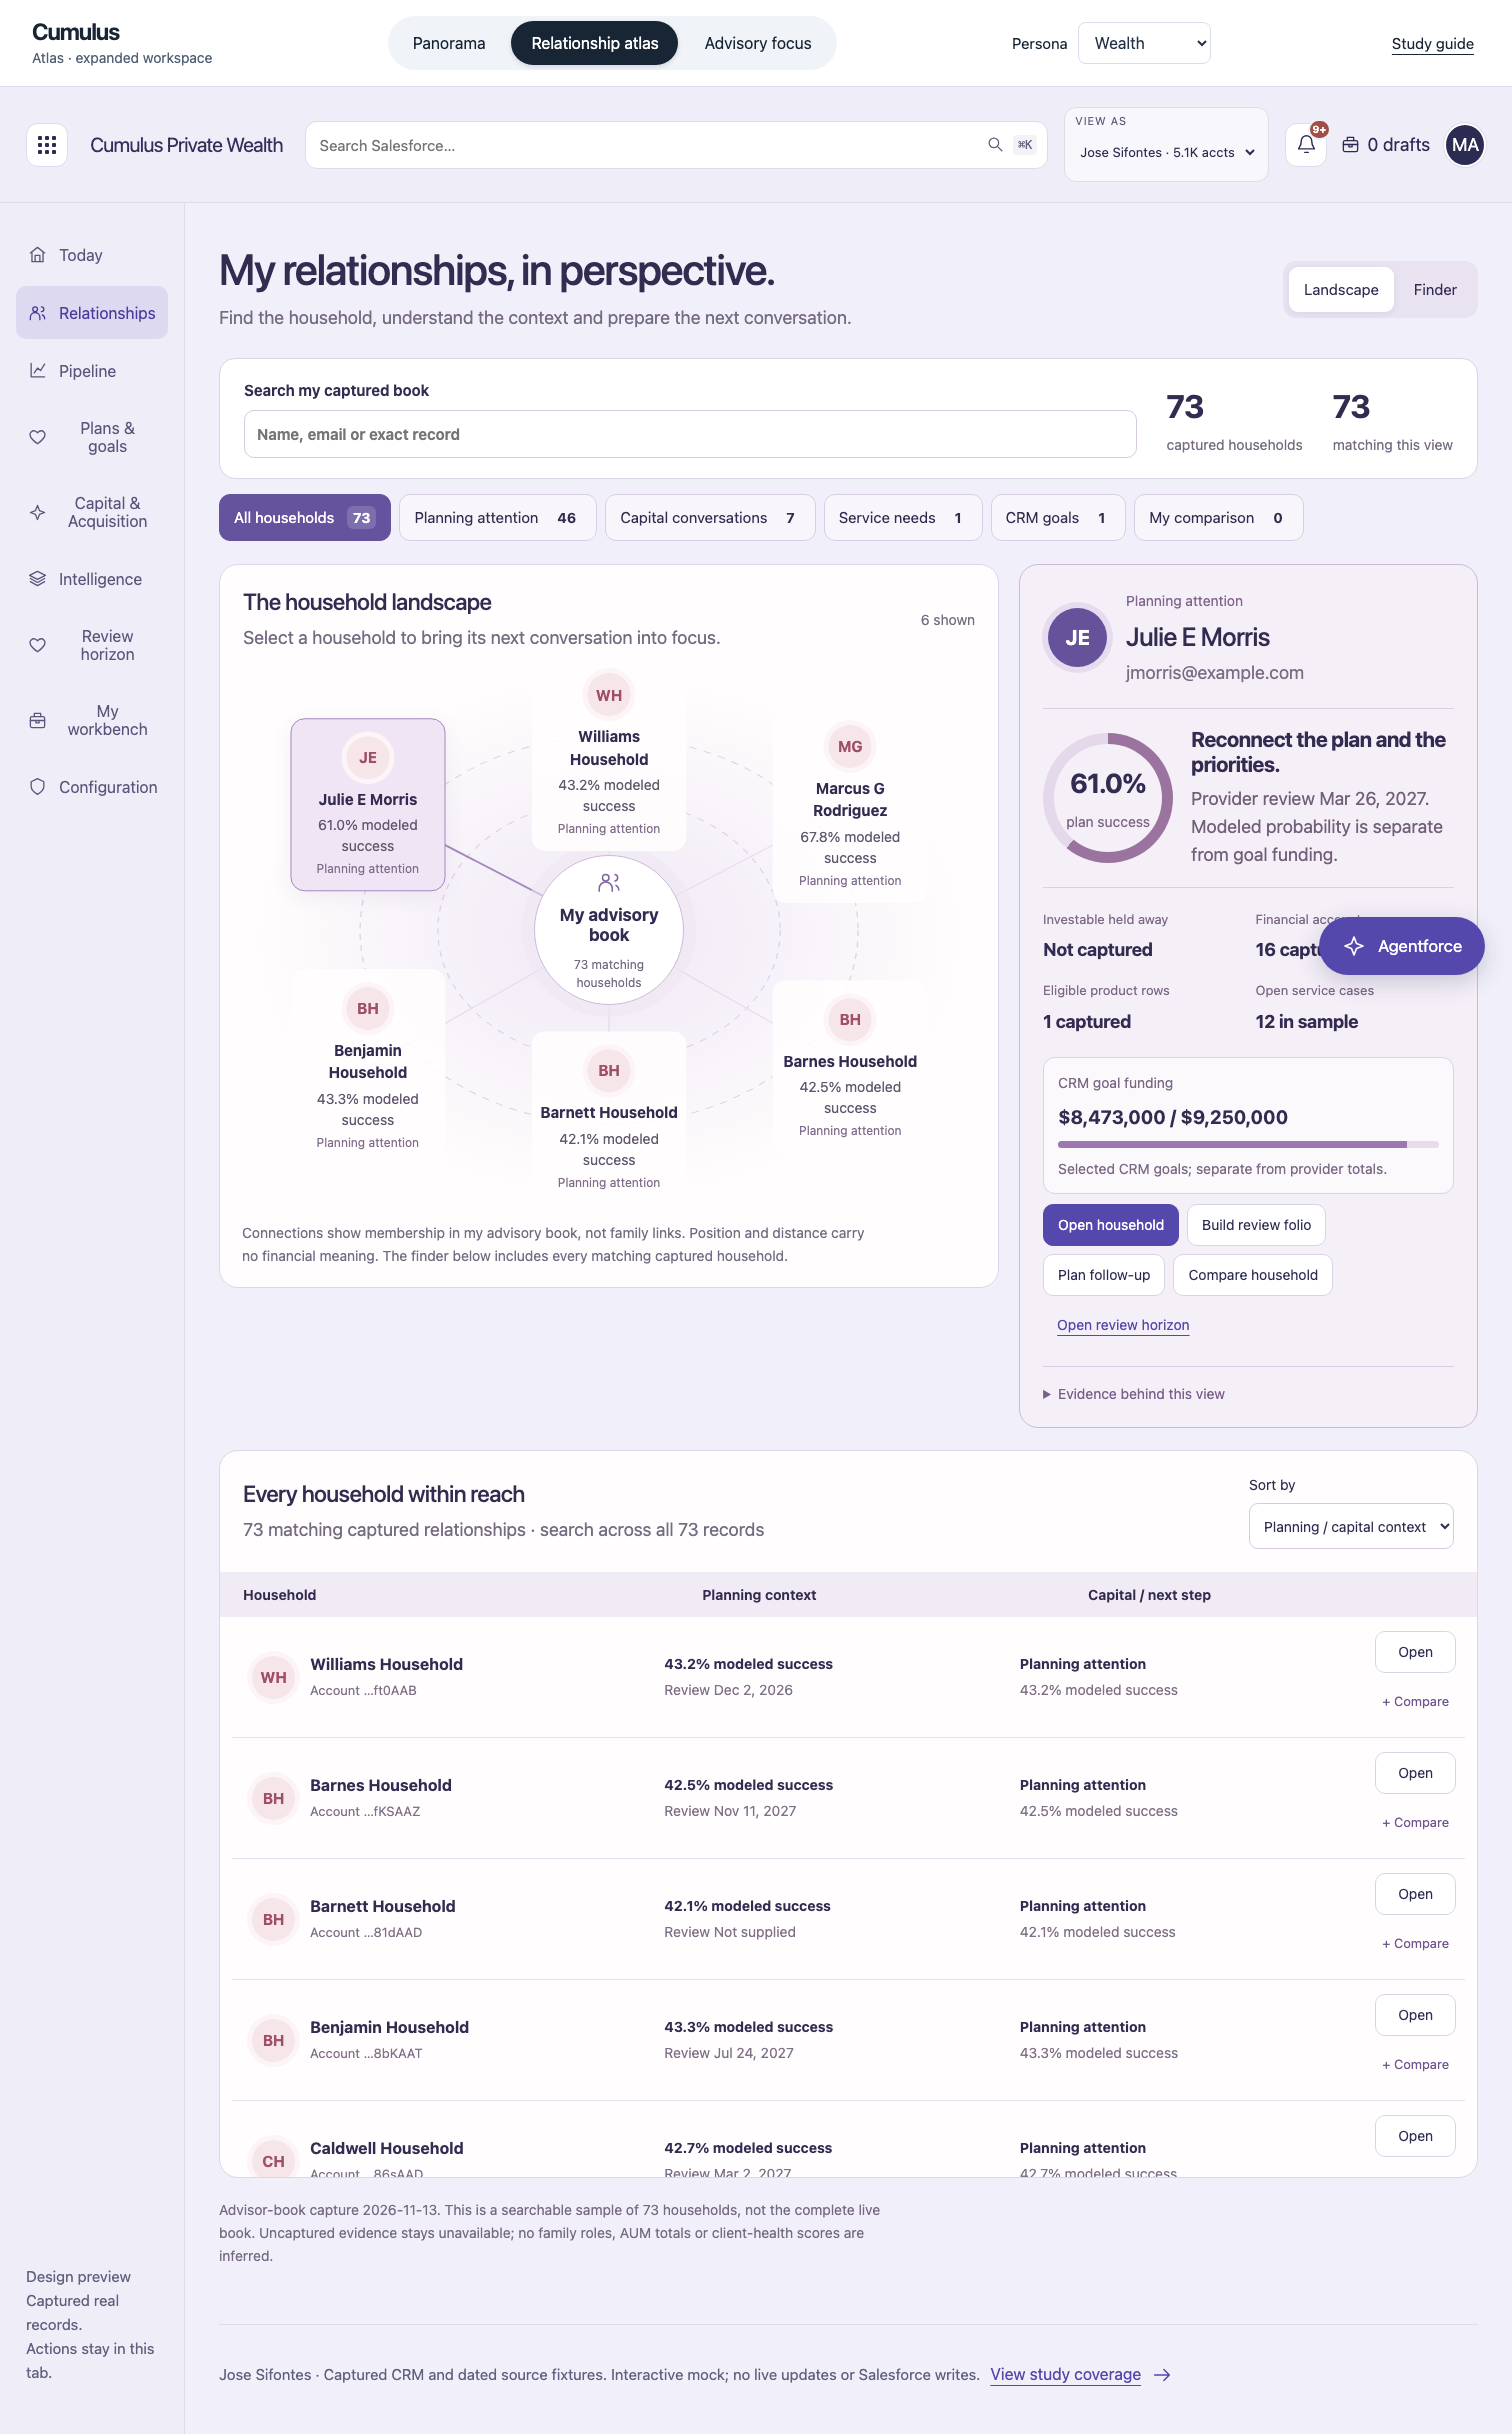 Cumulus
Atlas · expanded workspace
Panorama
Relationship atlas
Advisory focus
Persona
Wealth
Study guide
Cumulus Private Wealth
Search Salesforce...
⌘K
VIEW AS
Jose Sifontes · 5.1K accts
9+
0 drafts
MA
Today
Relationships
Pipeline
Plans &
goals
Capital &
Acquisition
Intelligence
Review
horizon
My
workbench
Configuration
My relationships, in perspective.
Find the household, understand the context and prepare the next conversation.
Landscape
Finder
Search my captured book
Name, email or exact record
73
captured households
73
matching this view
All households 73
Planning attention 46
Capital conversations 7
Service needs 1
CRM goals 1
My comparison 0
The household landscape
Select a household to bring its next conversation into focus.
6 shown
WH
Williams
Household
43.2% modeled
success
Planning attention
JE
Julie E Morris
61.0% modeled
success
Planning attention
MG
Marcus G
Rodriguez
67.8% modeled
success
Planning attention
My advisory
book
73 matching
households
BH
Benjamin
Household
43.3% modeled
success
Planning attention
BH
Barnett Household
42.1% modeled
success
Planning attention
BH
Barnes Household
42.5% modeled
success
Planning attention
Connections show membership in my advisory book, not family links. Position and distance carry
no financial meaning. The finder below includes every matching captured household.
JE
Planning attention
Julie E Morris
jmorris@example.com
61.0%
plan success
Reconnect the plan and the
priorities.
Provider review Mar 26, 2027.
Modeled probability is separate
from goal funding.
Investable held away
Not captured
Financial
16
Agentforce
Eligible product rows
1 captured
Open service cases
12 in sample
CRM goal funding
$8,473,000 / $9,250,000
Selected CRM goals; separate from provider totals.
Open household
Build review folio
Plan follow-up
Compare household
Open review horizon
Evidence behind this view
Every household within reach
73 matching captured relationships · search across all 73 records
Sort by
Planning / capital context
Household
Planning context
Capital / next step
WH
Williams Household
Account ...ft0AAB
43.2% modeled success
Review Dec 2, 2026
Planning attention
43.2% modeled success
Open
+ Compare
BH
Barnes Household
Account ...fKSAAZ
42.5% modeled success
Review Nov 11, 2027
Planning attention
42.5% modeled success
Open
+ Compare
BH
Barnett Household
Account ...81dAAD
42.1% modeled success
Review Not supplied
Planning attention
42.1% modeled success
Open
+ Compare
BH
Benjamin Household
Account ...8bKAAT
43.3% modeled success
Review Jul 24, 2027
Planning attention
43.3% modeled success
Open
+ Compare
CH
Caldwell Household
Account ...86sAAD
42.7% modeled success
Review Mar 2, 2027
Planning attention
42.7% modeled success
Open
Advisor-book capture 2026-11-13. This is a searchable sample of 73 households, not the complete live
book. Uncaptured evidence stays unavailable; no family roles, AUM totals or client-health scores are
inferred.
Design preview
Captured real
records.
Actions stay in this
tab.
Jose Sifontes · Captured CRM and dated source fixtures. Interactive mock; no live updates or Salesforce writes.
View study coverage